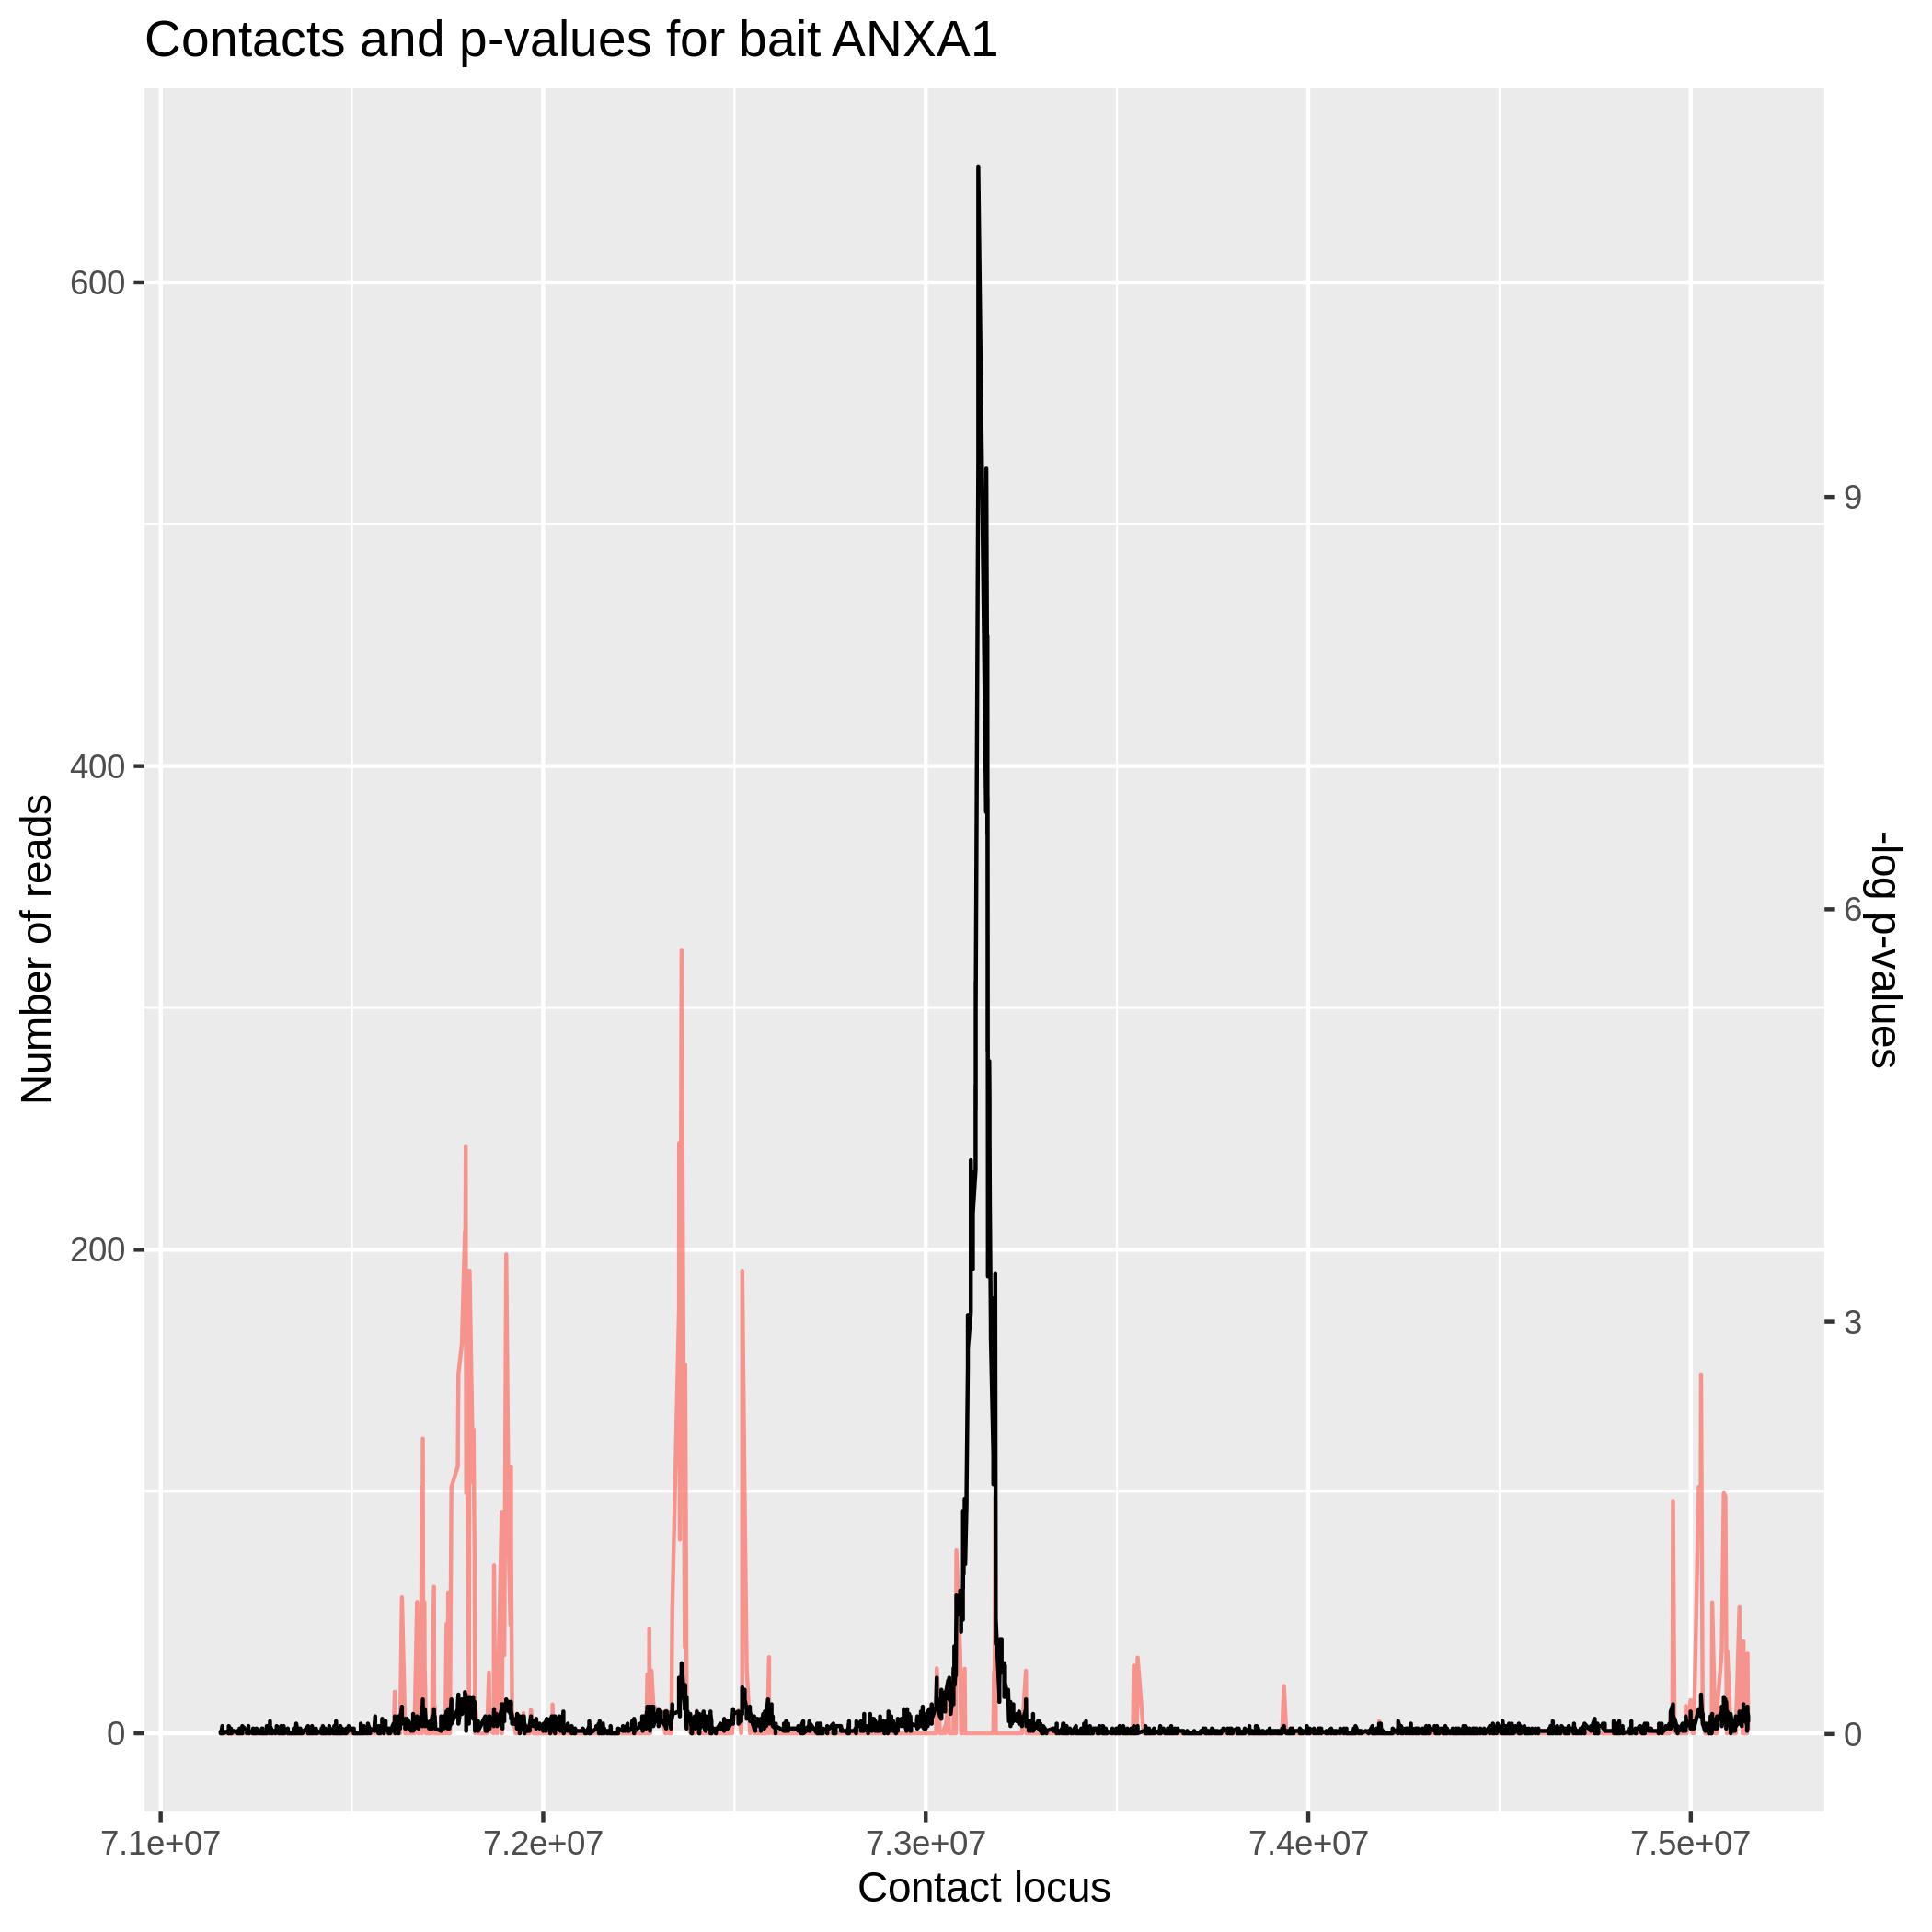 Contacts and p-values for bait ANXA1
Number of reads
600
400
200
0
9
6
3
0
-log p-values
7.1e+07 7.2e+07 7.3e+07 7.4e+07 7.5e+07
Contact locus